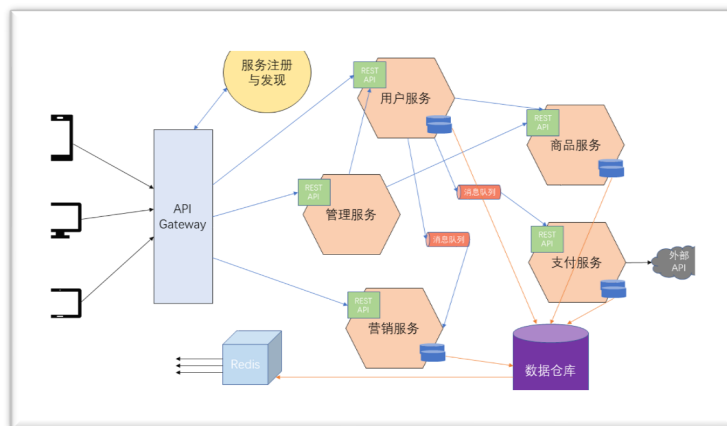 服务注册
与发现
REST
API
用户服务
REST
API
商品服务
API
Gateway
REST
API
管理服务
消息队列
消息队列
REST
API
支付服务
外部
API
REST
API
营销服务
Redis
数据仓库